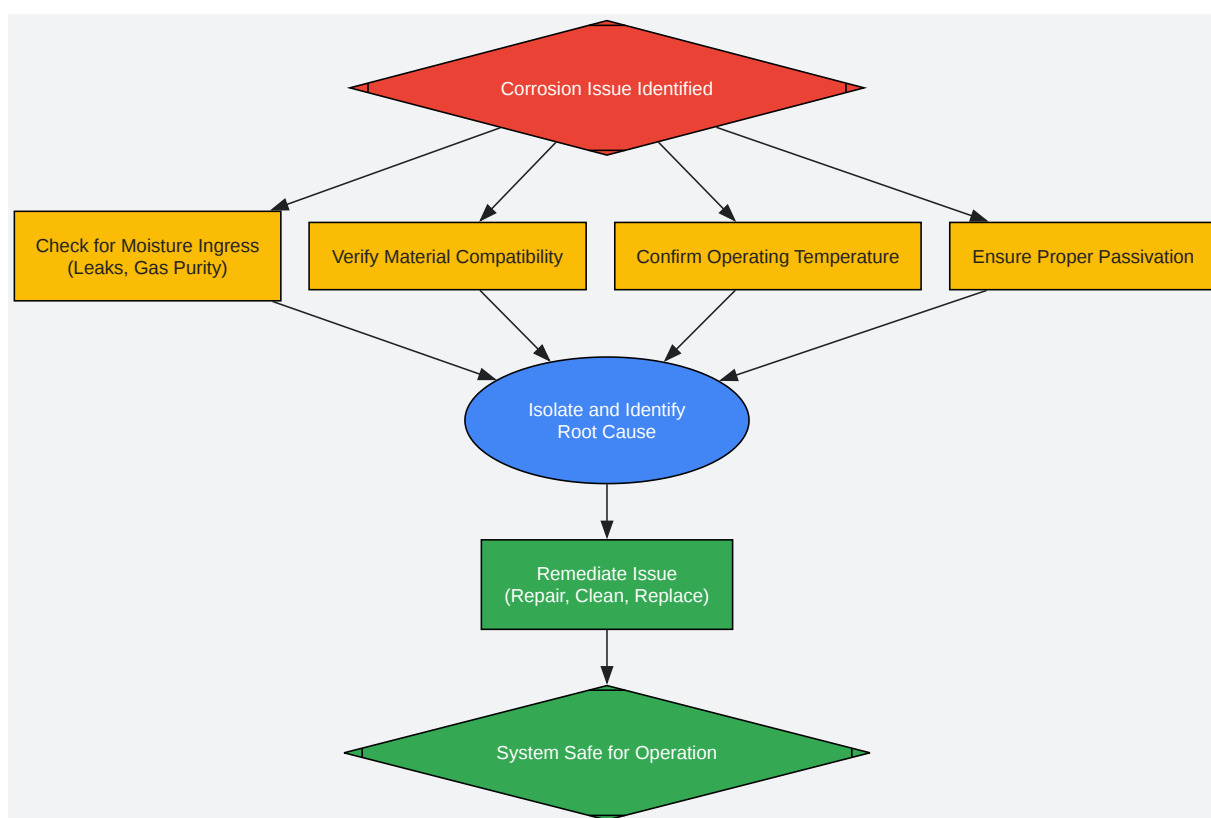 Corrosion Issue Identified
Check for Moisture Ingress
(Leaks, Gas Purity)
Verify Material Compatibility
Confirm Operating Temperature
Ensure Proper Passivation
Isolate and Identify
Root Cause
Remediate Issue
(Repair, Clean, Replace)
System Safe for Operation